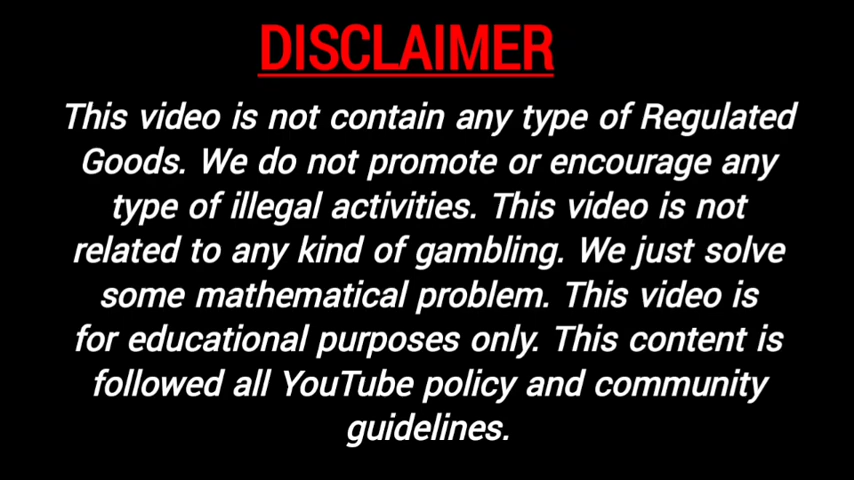 DISCLAIMER
This video is not contain any type of Regulated
Goods. We do not promote or encourage any
type of illegal activities. This video is not
related to any kind of gambling. We just solve
some mathematical problem. This video is
for educational purposes only. This content is
followed all YouTube policy and community
guidelines.